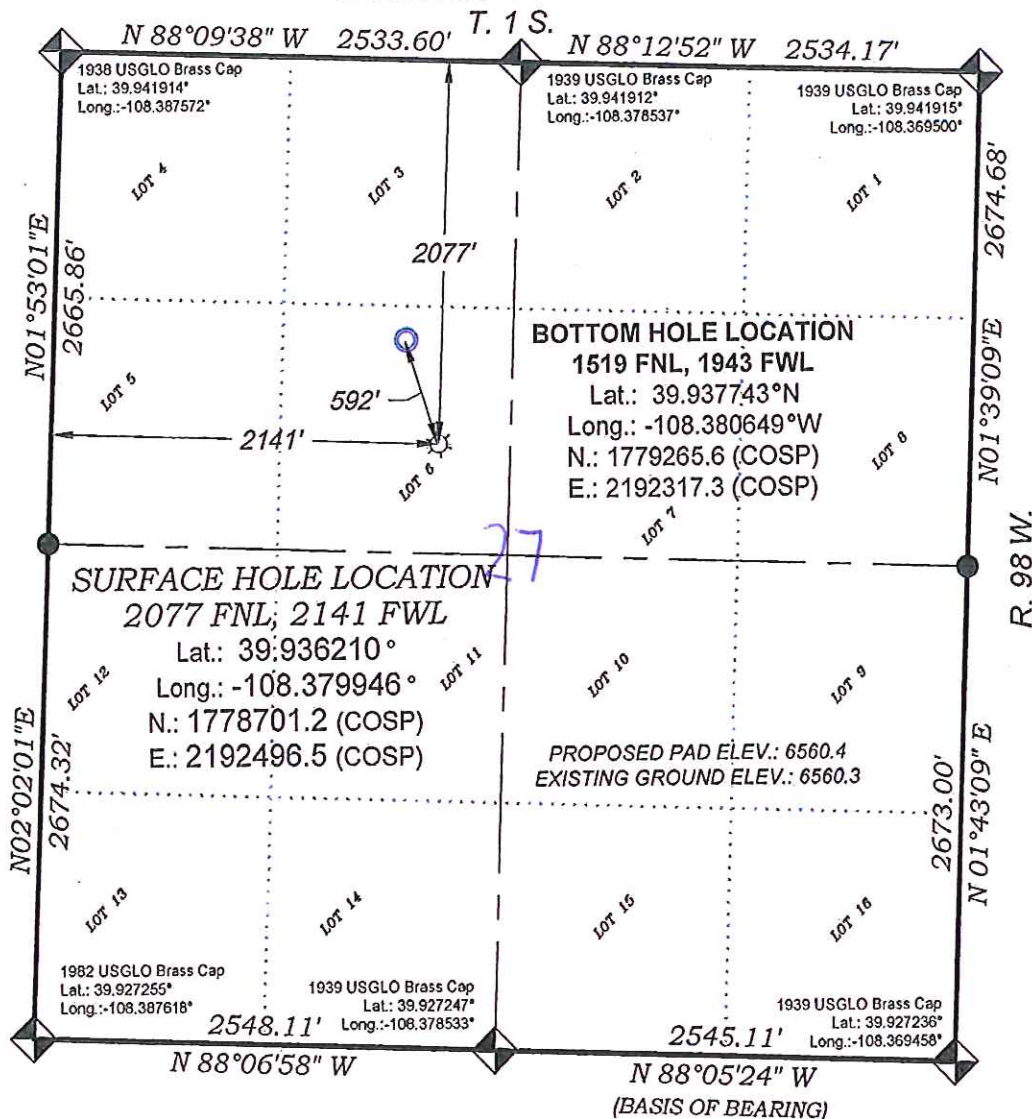 T. 1 S.
N 88°09'38" W 2533.60'
N 88°12'52" W 2534.17'
1938 USGLO Brass Cap
Lat.: 39.941914°
Long.:-108.387572°
1939 USGLO Brass Cap
Lat.: 39.941912°
Long.:-108.378537°
1939 USGLO Brass Cap
Lat.: 39.941915°
Long.:-108.369500°
LOT 4
LOT 3
LOT 2
LOT 1
N01°53'01"E
2665.86'
2674.68'
N01°39'09"E
2077'
BOTTOM HOLE LOCATION
1519 FNL, 1943 FWL
Lat.: 39.937743°N
Long.: -108.380649°W
N.: 1779265.6 (COSP)
E.: 2192317.3 (COSP)
592'
2141'
LOT 5
LOT 6
LOT 7
LOT 8
27
R. 98 W.
SURFACE HOLE LOCATION
2077 FNL, 2141 FWL
Lat.: 39.936210°
Long.: -108.379946°
N.: 1778701.2 (COSP)
E.: 2192496.5 (COSP)
LOT 12
LOT 11
LOT 10
LOT 9
PROPOSED PAD ELEV.: 6560.4
EXISTING GROUND ELEV.: 6560.3
N02°02'01"E
2674.32'
2673.00'
N 01°43'09" E
LOT 13
LOT 14
LOT 15
LOT 16
1982 USGLO Brass Cap
Lat.: 39.927255°
Long.:-108.387618°
1939 USGLO Brass Cap
Lat.: 39.927247°
Long.:-108.378533°
1939 USGLO Brass Cap
Lat.: 39.927236°
Long.:-108.369458°
2548.11'
N 88°06'58" W
2545.11'
N 88°05'24" W
(BASIS OF BEARING)